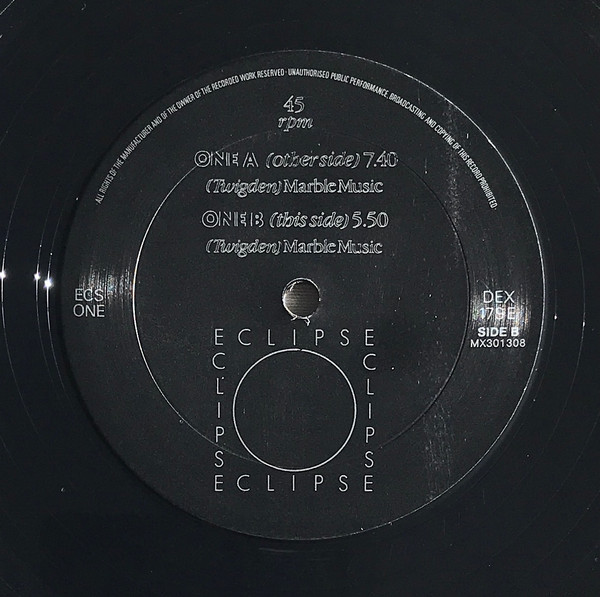 ALL RIGHTS OF THE MANUFACTURER AND OF THE OWNER OF THE RECORDED WORK RESERVED · UNAUTHORISED PUBLIC PERFORMANCE, BROADCASTING AND COPYING OF THIS RECORD PROHIBITED·
45
rpm
ONE A (other side) 7.40
(Twigden) Marble Music
ONE B (this side) 5.50
(Twigden) Marble Music
ECS
ONE
DEX
SIDE B
MX301308
ECLIPSE
ECLIPSE
ECLIPSE
ECLIPSE